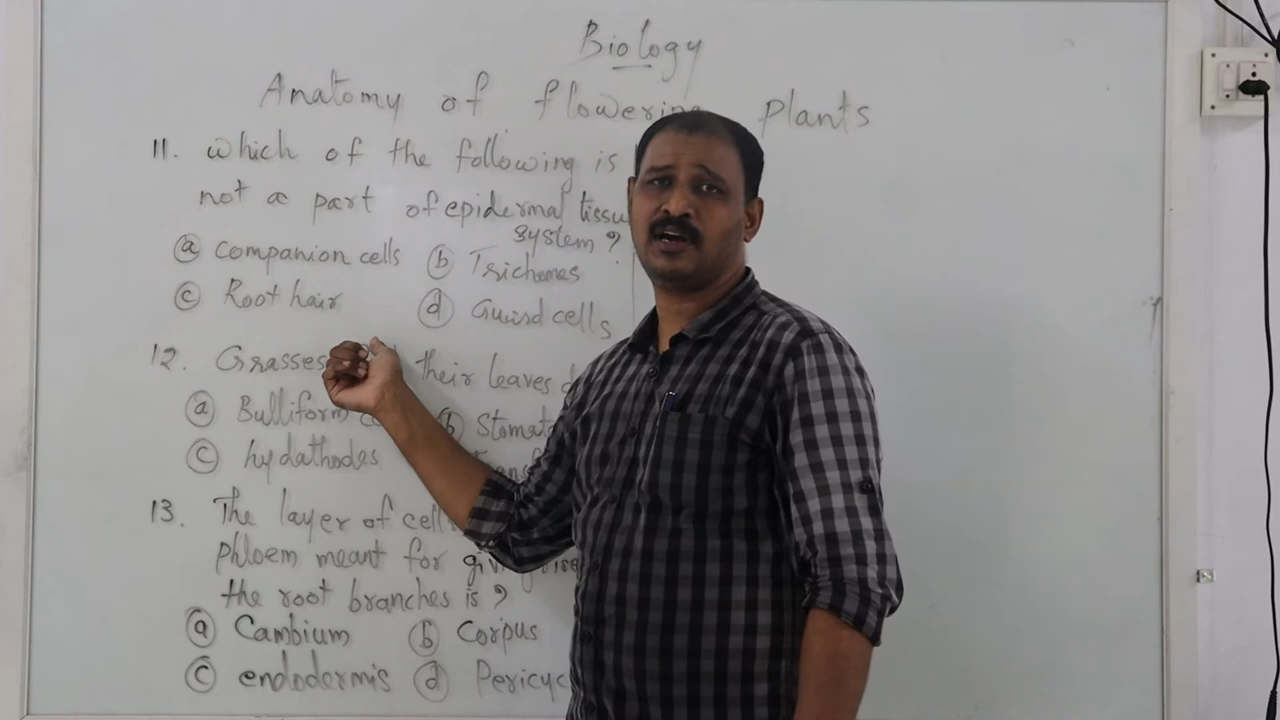 Biology
Anatomy of flowering plants
11. which of the following is
not a part of epidermal tissu
system ?
a companion cells b Trichomes
c Root hair d Guard cells
12. Grasses their leaves
a Bulliform b Stomat
c hydathodes
13. The layer of cell
phloem meant for
the root branches is ?
a Cambium b Corpus
c endodermis d Pericyc